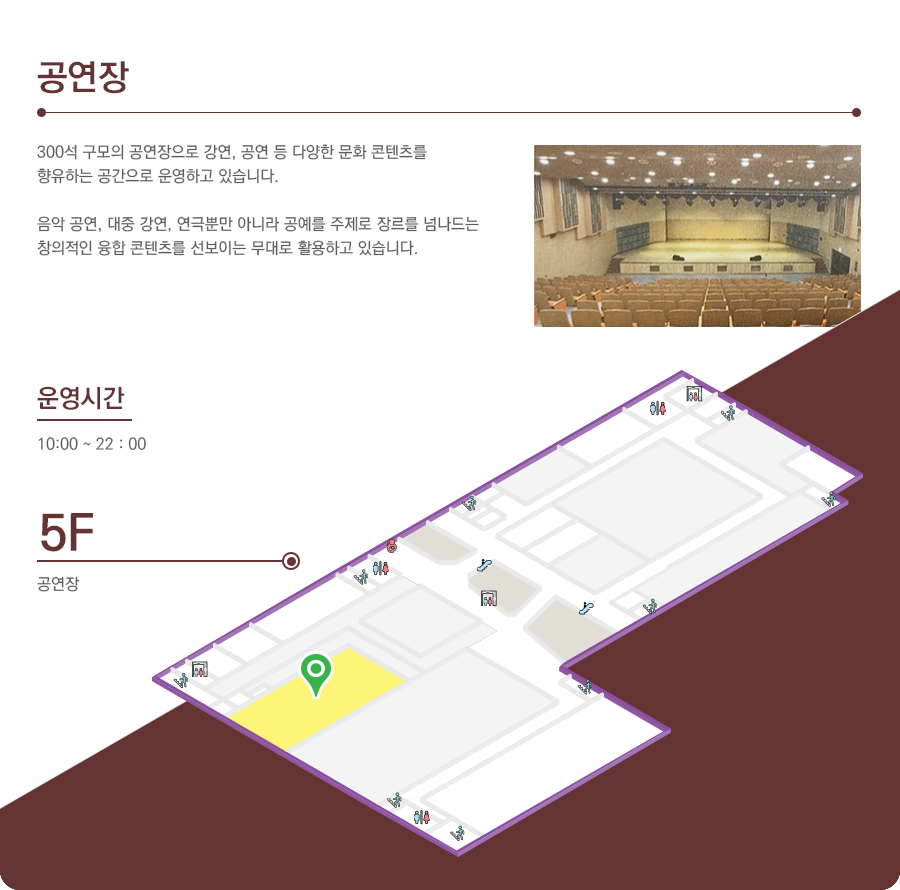 공연장
300석 구모의 공연장으로 강연, 공연 등 다양한 문화 콘텐츠를
향유하는 공간으로 운영하고 있습니다.
음악 공연, 대중 강연, 연극뿐만 아니라 공예를 주제로 장르를 넘나드는
창의적인 융합 콘텐츠를 선보이는 무대로 활용하고 있습니다.
운영시간
10:00 ~ 22 : 00
5F
공연장